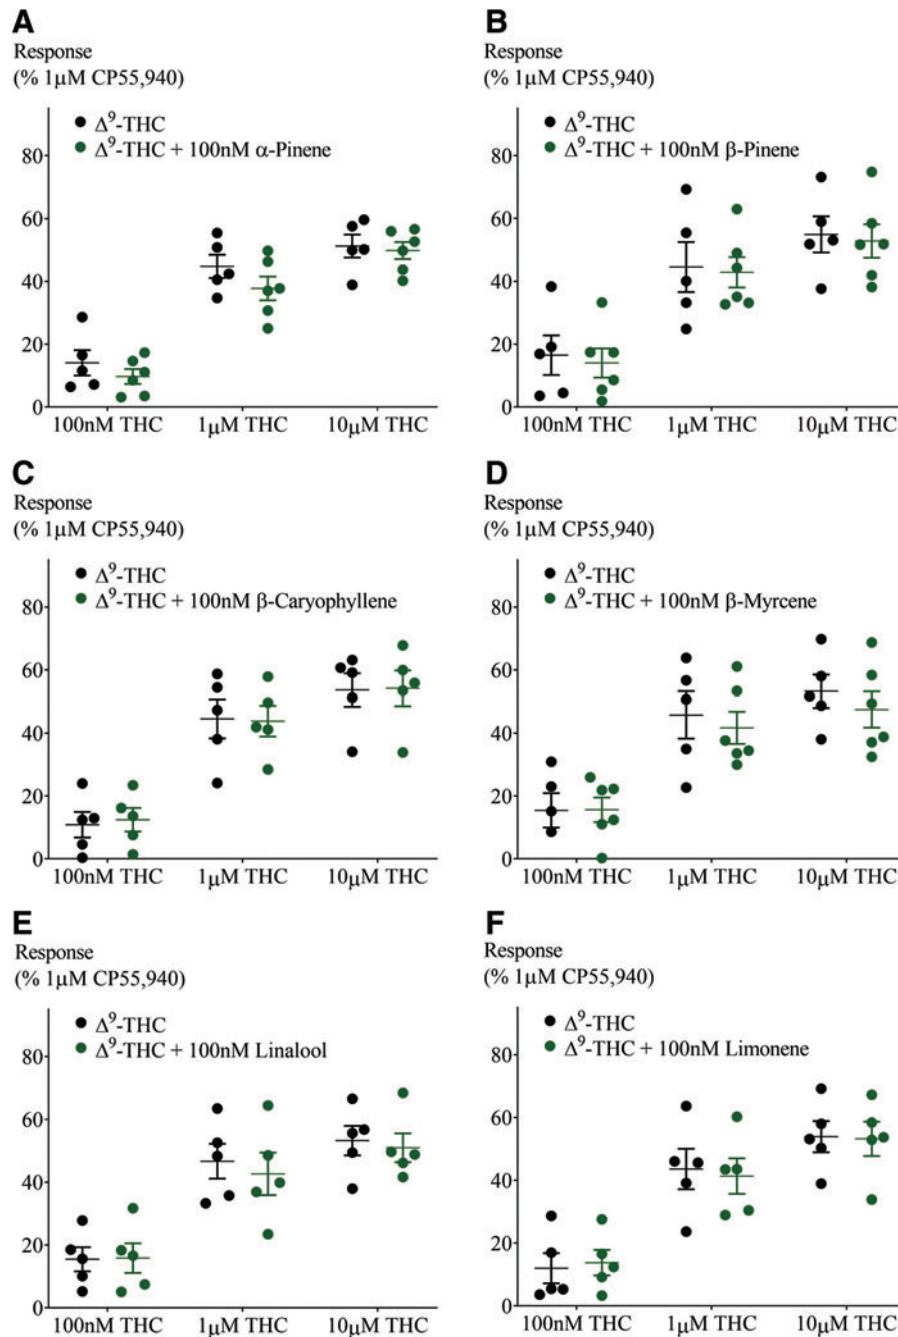 A
Response
(% 1μM CP55,940)
Δ⁹-THC
Δ⁹-THC + 100nM α-Pinene
80
60
40
20
0
100nM THC 1μM THC 10μM THC
B
Response
(% 1μM CP55,940)
Δ⁹-THC
Δ⁹-THC + 100nM β-Pinene
80
60
40
20
0
100nM THC 1μM THC 10μM THC
C
Response
(% 1μM CP55,940)
Δ⁹-THC
Δ⁹-THC + 100nM β-Caryophyllene
80
60
40
20
0
100nM THC 1μM THC 10μM THC
D
Response
(% 1μM CP55,940)
Δ⁹-THC
Δ⁹-THC + 100nM β-Myrcene
80
60
40
20
0
100nM THC 1μM THC 10μM THC
E
Response
(% 1μM CP55,940)
Δ⁹-THC
Δ⁹-THC + 100nM Linalool
80
60
40
20
0
100nM THC 1μM THC 10μM THC
F
Response
(% 1μM CP55,940)
Δ⁹-THC
Δ⁹-THC + 100nM Limonene
80
60
40
20
0
100nM THC 1μM THC 10μM THC